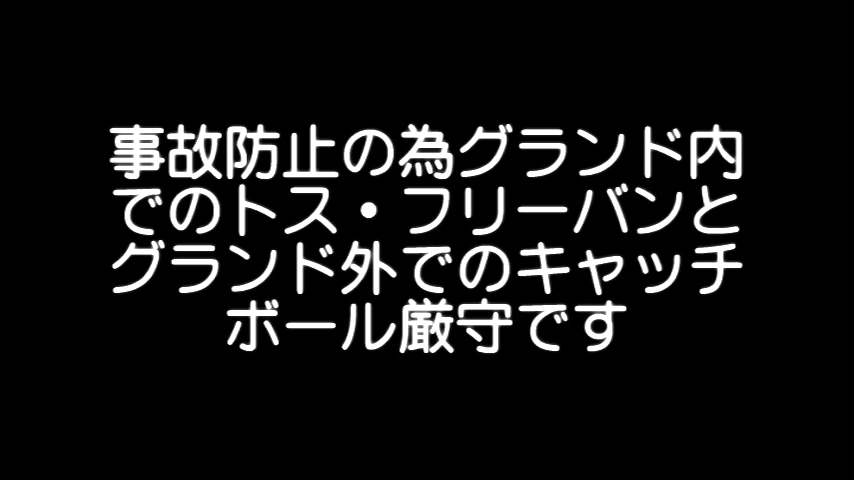 事故防止の為グランド内
でのトス・フリーバンと
グランド外でのキャッチ
ボール厳守です